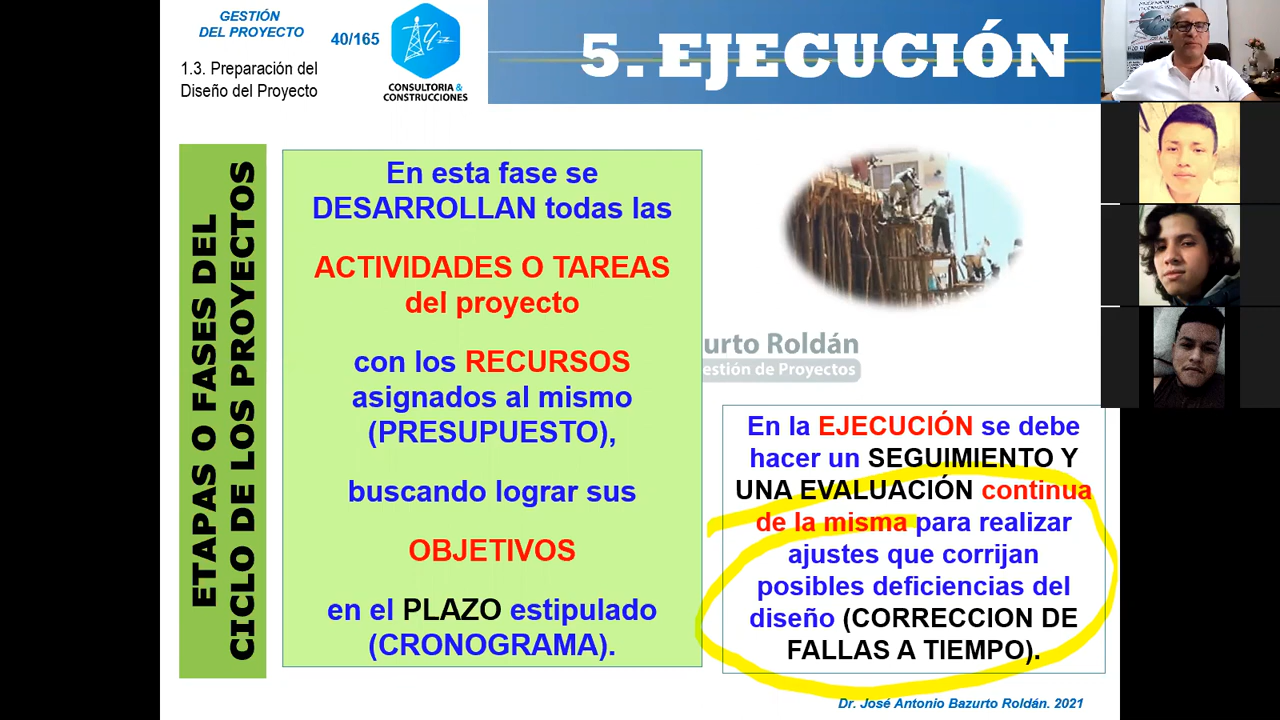 GESTIÓN
DEL PROYECTO
40/165
1.3. Preparación del
Diseño del Proyecto
CONSULTORIA &
CONSTRUCCIONES
5. EJECUCIÓN
ETAPAS O FASES DEL
CICLO DE LOS PROYECTOS
En esta fase se
DESARROLLAN todas las
ACTIVIDADES O TAREAS
del proyecto
con los RECURSOS
asignados al mismo
(PRESUPUESTO),
buscando lograr sus
OBJETIVOS
en el PLAZO estipulado
(CRONOGRAMA).
urto Roldán
estión de Proyectos
En la EJECUCIÓN se debe
hacer un SEGUIMIENTO Y
UNA EVALUACIÓN continua
de la misma para realizar
ajustes que corrijan
posibles deficiencias del
diseño (CORRECCION DE
FALLAS A TIEMPO).
Dr. José Antonio Bazurto Roldán. 2021